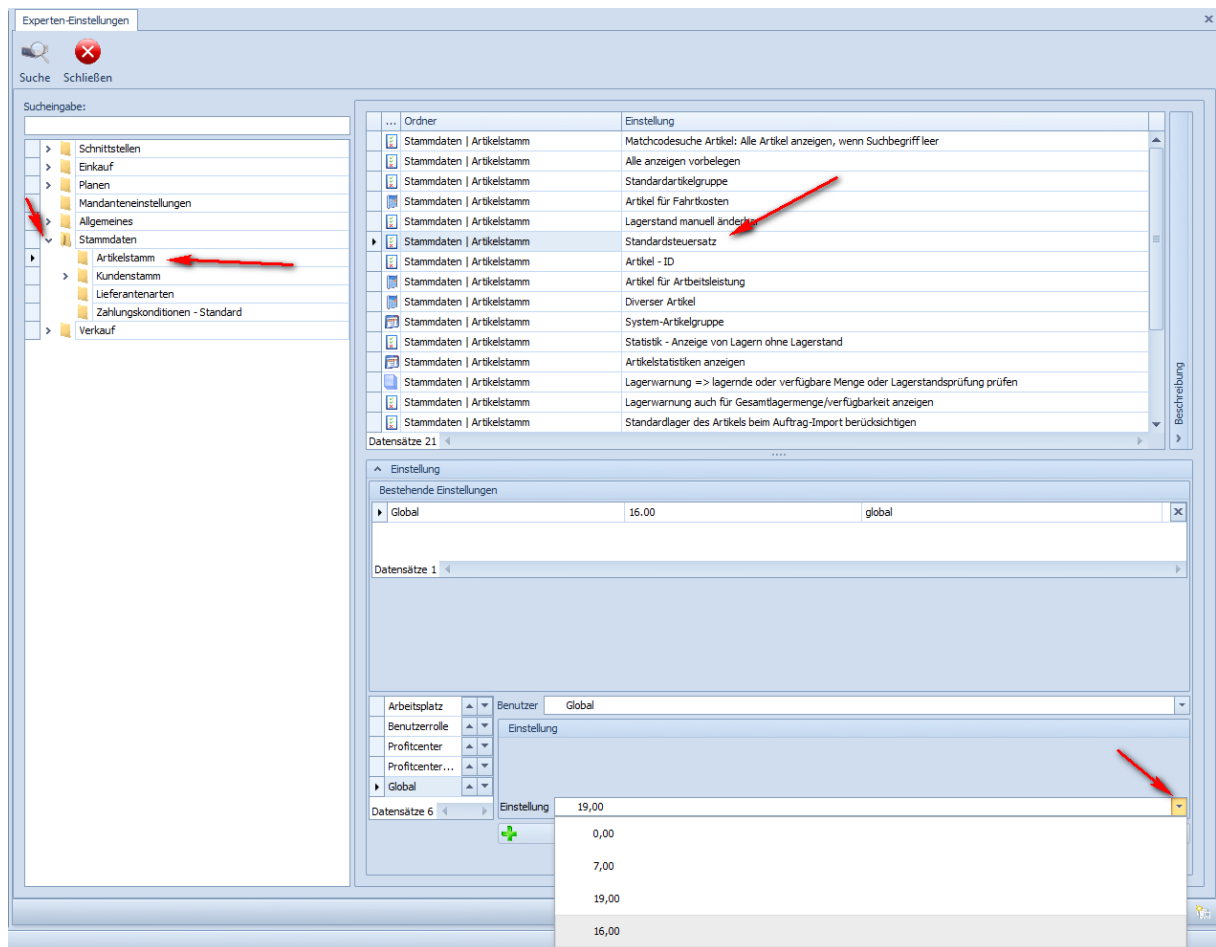 Experten-Einstellungen
Suche Schließen
Sucheingabe:
Schnittstellen
Einkauf
Planen
Mandanteneinstellungen
Allgemeines
Stammdaten
Artikelstamm
Kundenstamm
Lieferantenarten
Zahlungskonditionen - Standard
Verkauf
... Ordner Einstellung
Stammdaten | Artikelstamm Matchcodesuche Artikel: Alle Artikel anzeigen, wenn Suchbegriff leer
Stammdaten | Artikelstamm Alle anzeigen vorbelegen
Stammdaten | Artikelstamm Standardartikelgruppe
Stammdaten | Artikelstamm Artikel für Fahrtkosten
Stammdaten | Artikelstamm Lagerstand manuell änderbar
Stammdaten | Artikelstamm Standardsteuersatz
Stammdaten | Artikelstamm Artikel - ID
Stammdaten | Artikelstamm Artikel für Artbeitsleistung
Stammdaten | Artikelstamm Diverser Artikel
Stammdaten | Artikelstamm System-Artikelgruppe
Stammdaten | Artikelstamm Statistik - Anzeige von Lagern ohne Lagerstand
Stammdaten | Artikelstamm Artikelstatistiken anzeigen
Stammdaten | Artikelstamm Lagerwarnung => lagernde oder verfügbare Menge oder Lagerstandsprüfung prüfen
Stammdaten | Artikelstamm Lagerwarnung auch für Gesamtlagermenge/verfügbarkeit anzeigen
Stammdaten | Artikelstamm Standardlager des Artikels beim Auftrag-Import berücksichtigen
Datensätze 21
Beschreibung
Einstellung
Bestehende Einstellungen
Global 16.00 global
Datensätze 1
Arbeitsplatz
Benutzerrolle
Profitcenter
Profitcenter...
Global
Datensätze 6
Benutzer Global
Einstellung
Einstellung 19,00
0,00
7,00
19,00
16,00